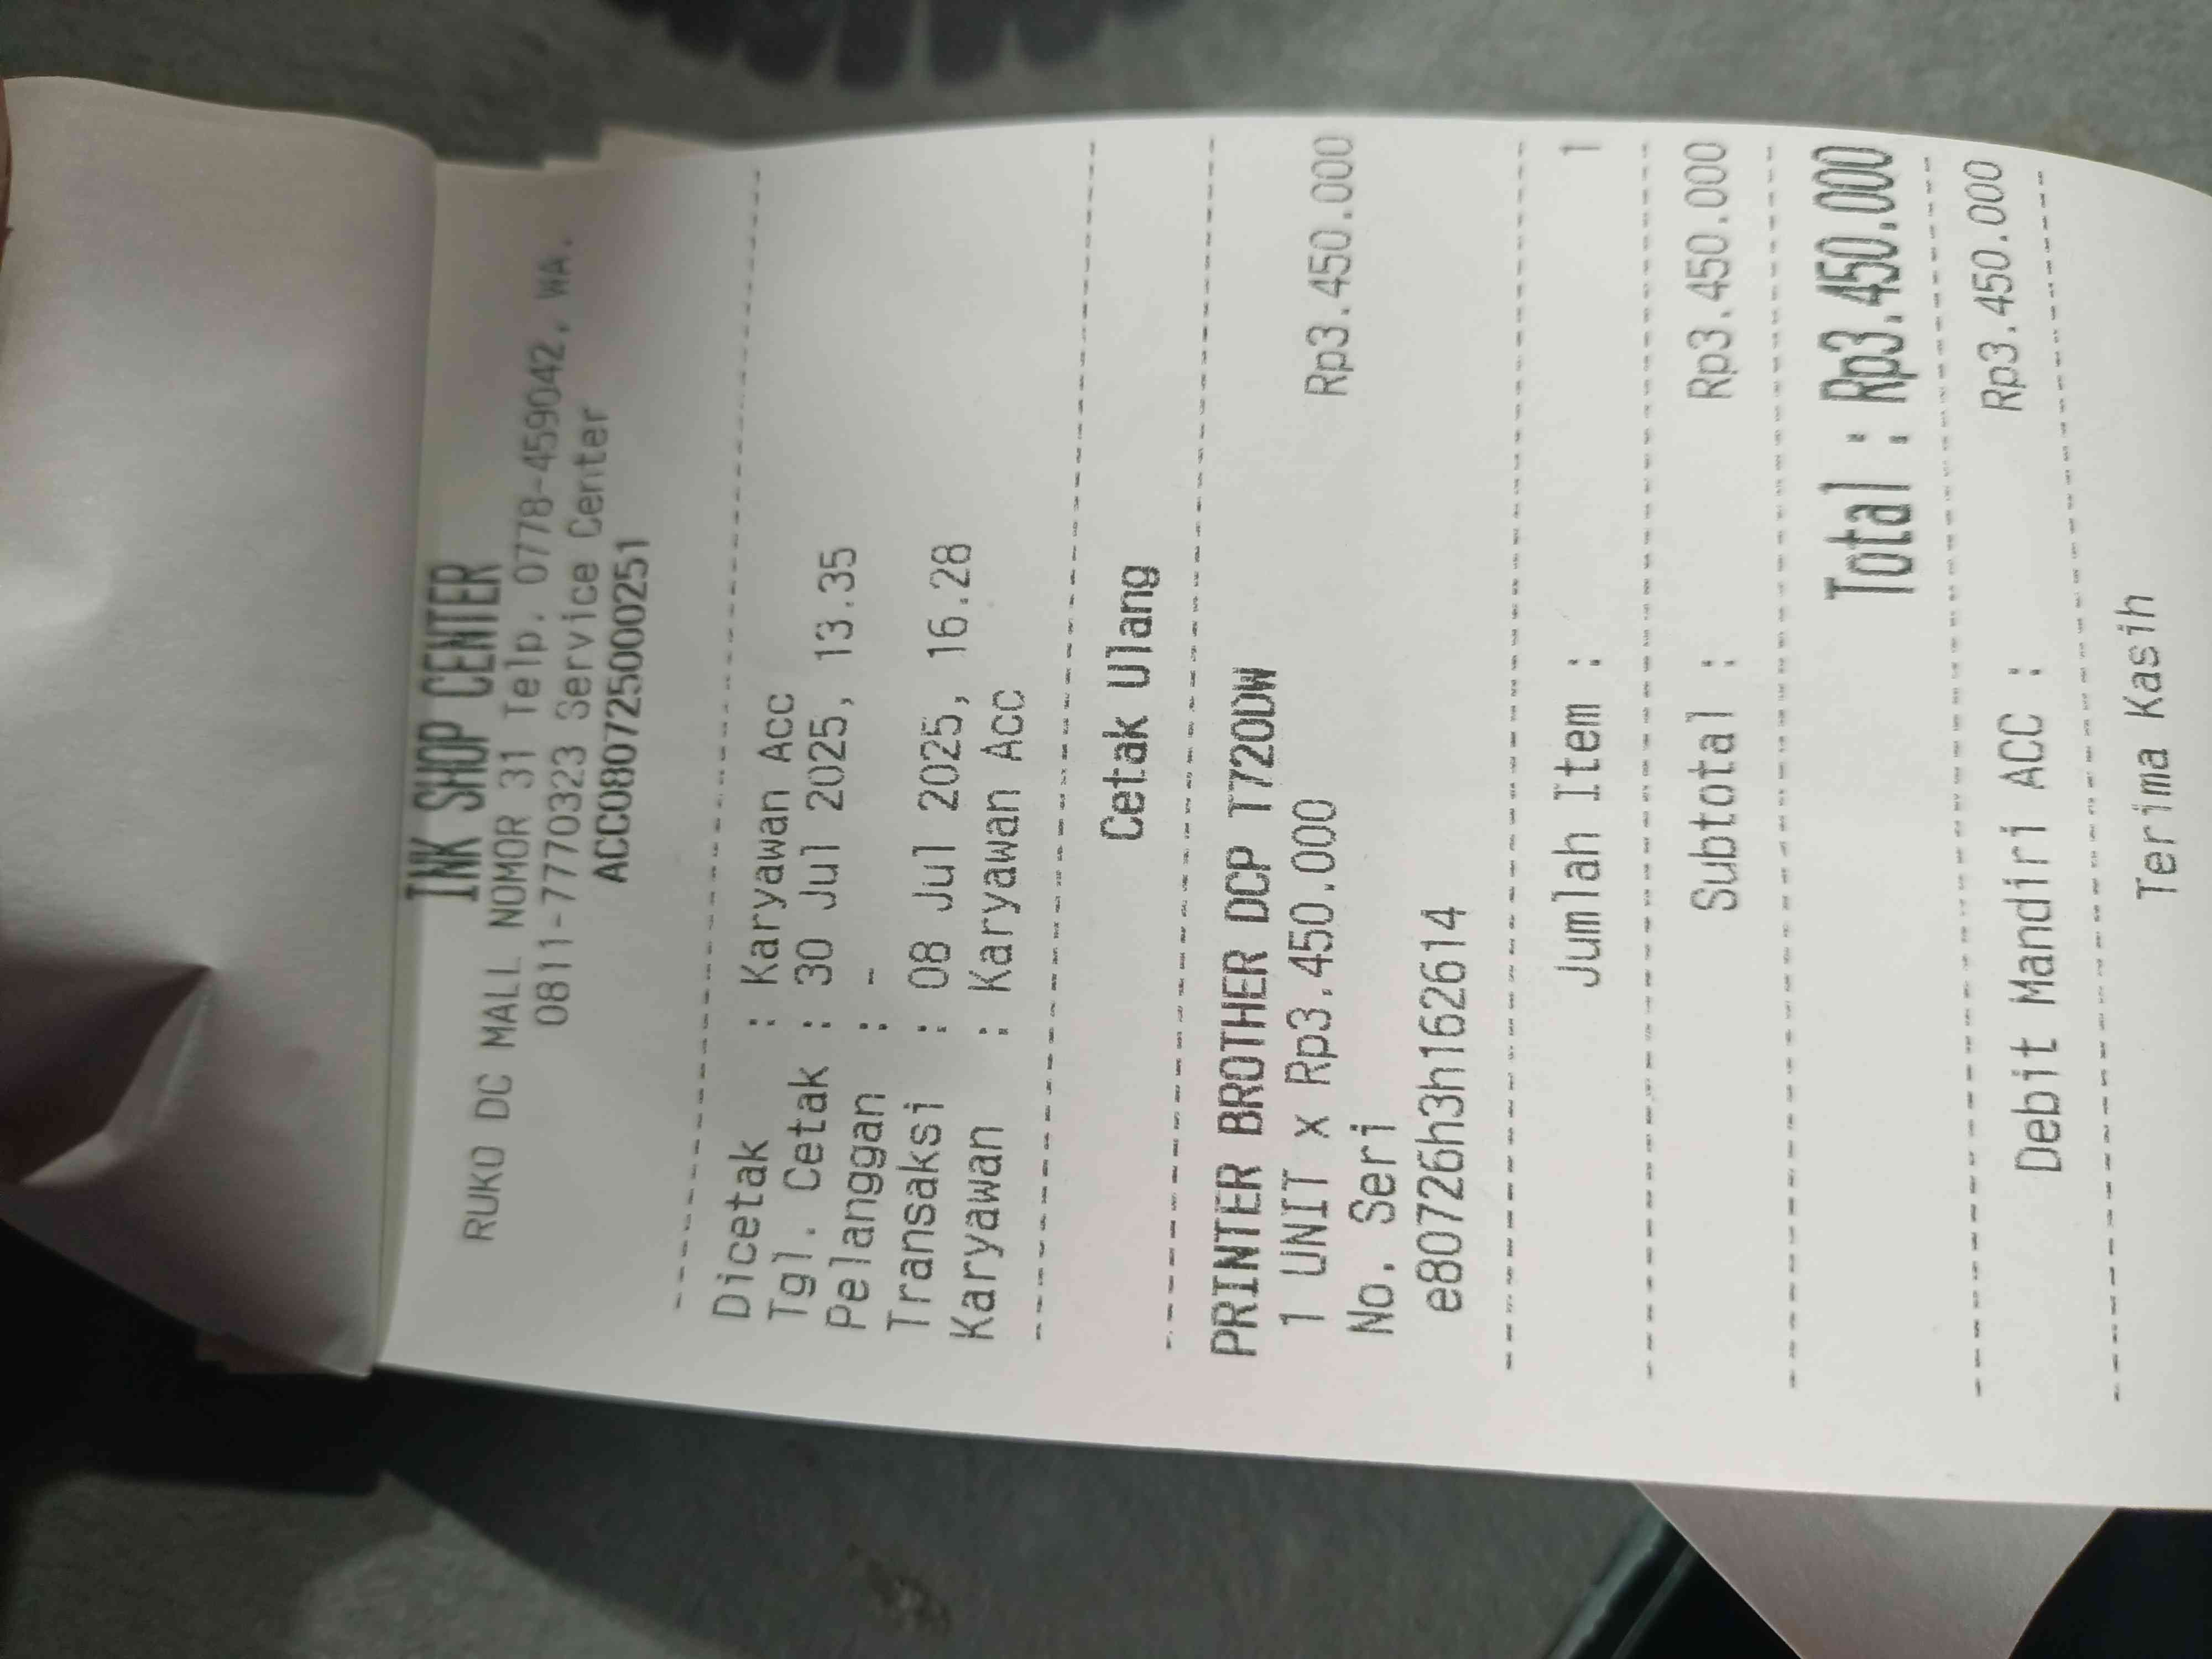 INK SHOP CENTER
RUKO DC MALL NOMOR 31 Telp. 0778-459042, WA.
0811-7770323 Service Center
ACC080725000251
Dicetak : Karyawan Acc
Tgl. Cetak : 30 Jul 2025, 13.35
Pelanggan : -
Transaksi : 08 Jul 2025, 16.28
Karyawan : Karyawan Acc
Cetak Ulang
PRINTER BROTHER DCP T720DW
1 UNIT x Rp3.450.000 Rp3.450.000
No. Seri
e80726h3h162614
Jumlah Item : 1
Subtotal : Rp3.450.000
Total : Rp3.450.000
Debit Mandiri ACC : Rp3.450.000
Terima Kasih